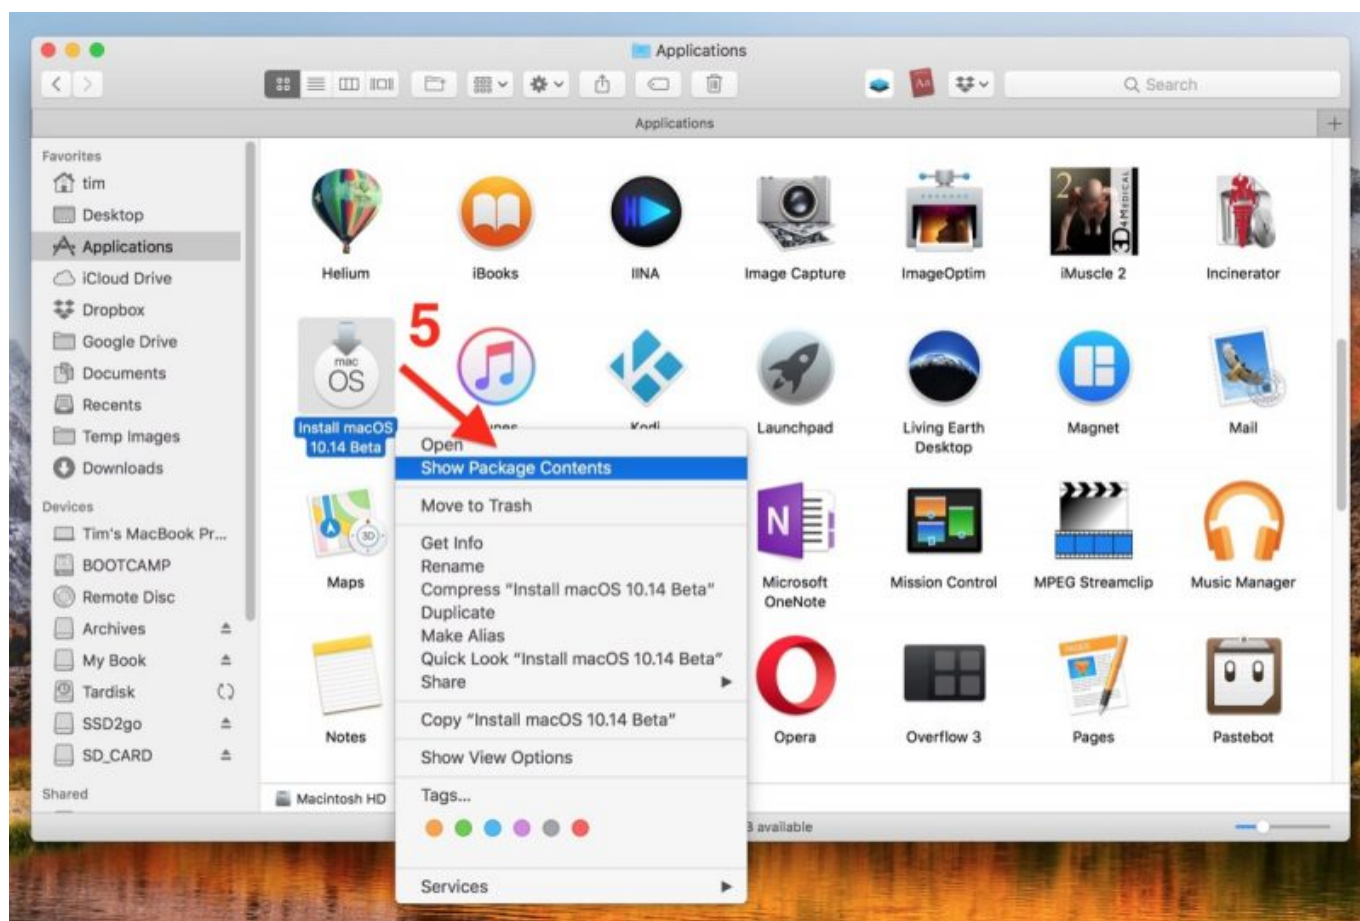 Applications
Search
Applications
Favorites
tim
Desktop
Applications
iCloud Drive
Dropbox
Google Drive
Documents
Recents
Temp Images
Downloads
Devices
Tim's MacBook Pr...
BOOTCAMP
Remote Disc
Archives
My Book
Tardisk
SSD2go
SD_CARD
Shared
Helium
iBooks
IINA
Image Capture
ImageOptim
2
3D4MEDICAL
iMuscle 2
Incinerator
5
mac
OS
Install macOS
10.14 Beta
Kodi
Launchpad
Living Earth
Desktop
Magnet
Mail
3D
Maps
N
Microsoft
OneNote
Mission Control
MPEG Streamclip
Music Manager
Notes
Opera
Overflow 3
PAGES
Pages
Pastebot
Open
Show Package Contents
Move to Trash
Get Info
Rename
Compress "Install macOS 10.14 Beta"
Duplicate
Make Alias
Quick Look "Install macOS 10.14 Beta"
Share
Copy "Install macOS 10.14 Beta"
Show View Options
Tags...
Services
Macintosh HD
available